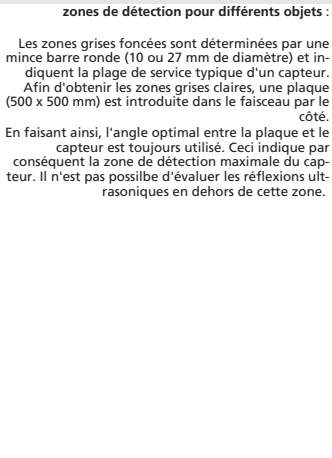 zones de détection pour différents objets :
Les zones grises foncées sont déterminées par une
mince barre ronde (10 ou 27 mm de diamètre) et in-
diquent la plage de service typique d'un capteur.
Afin d'obtenir les zones grises claires, une plaque
(500 x 500 mm) est introduite dans le faisceau par le
côté.
En faisant ainsi, l'angle optimal entre la plaque et le
capteur est toujours utilisé. Ceci indique par
conséquent la zone de détection maximale du cap-
teur. Il n'est pas possilbe d'évaluer les réflexions ult-
rasoniques en dehors de cette zone.